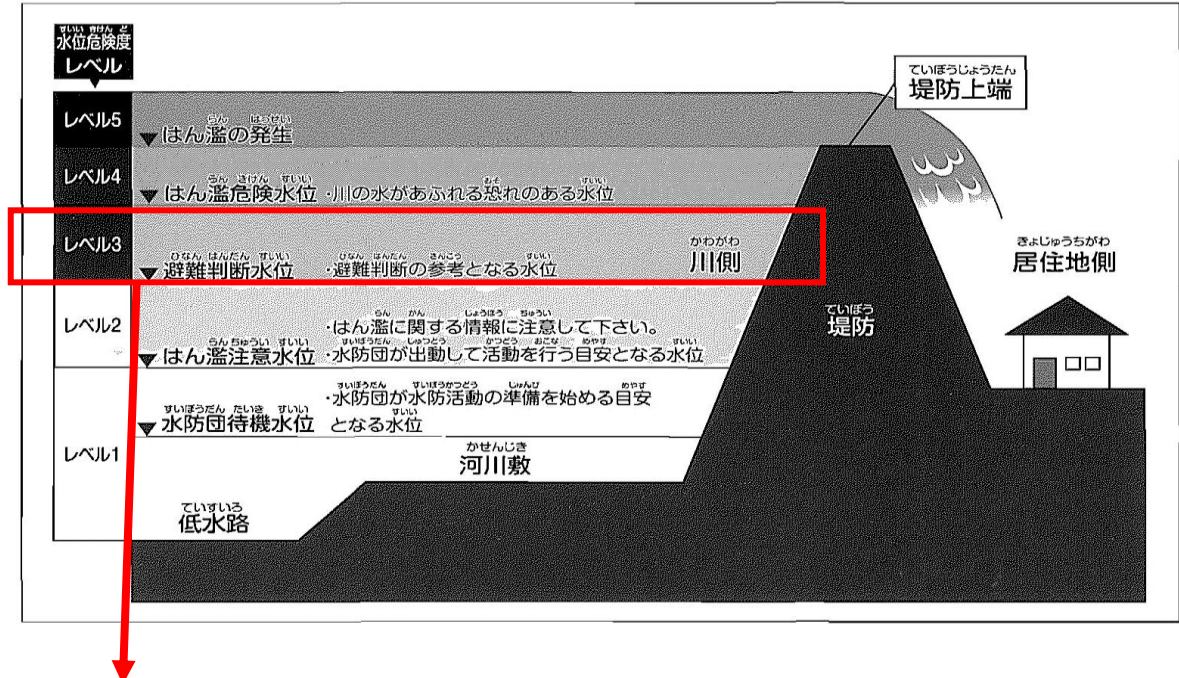 すいい きけん ど
水位危険度
レベル
ていぼうじょうたん
堤防上端
レベル5
らん はっせい
▼はん濫の発生
レベル4
らん きけん すいい おそ すいい
▼はん濫危険水位 ・川の水があふれる恐れのある水位
レベル3
ひなん はんだん すいい ひなん はんだん さんこう すいい
▼避難判断水位 ・避難判断の参考となる水位
かわがわ
川側
きょじゅうちがわ
居住地側
ていぼう
堤防
レベル2
らん かん じょうほう ちゅうい
・はん濫に関する情報に注意して下さい。
らんちゅうい すいい すいぼうだん しゅつどう かつどう おこな めやす すいい
▼はん濫注意水位 ・水防団が出動して活動を行う目安となる水位
すいぼうだん すいぼうかつどう じゅんび はじ めやす
・水防団が水防活動の準備を始める目安
すいぼうだん たいき すいい すいい
▼水防団待機水位 となる水位
レベル1
かせんじき
河川敷
ていすいろ
低水路